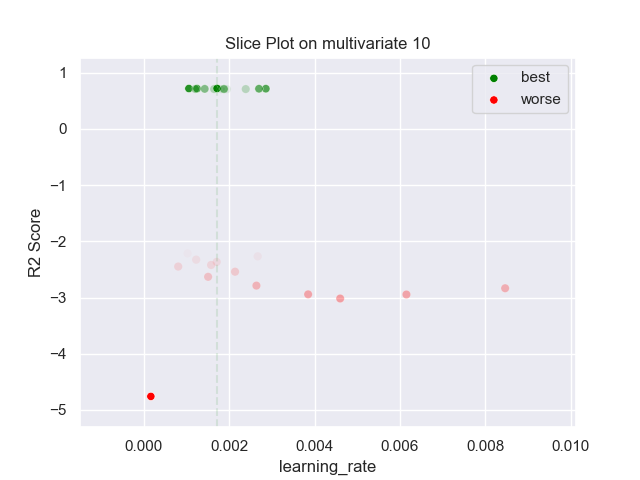 Slice Plot on multivariate 10
best
worse
R2 Score
1
0
−1
−2
−3
−4
−5
0.000
0.002
0.004
0.006
0.008
0.010
learning_rate